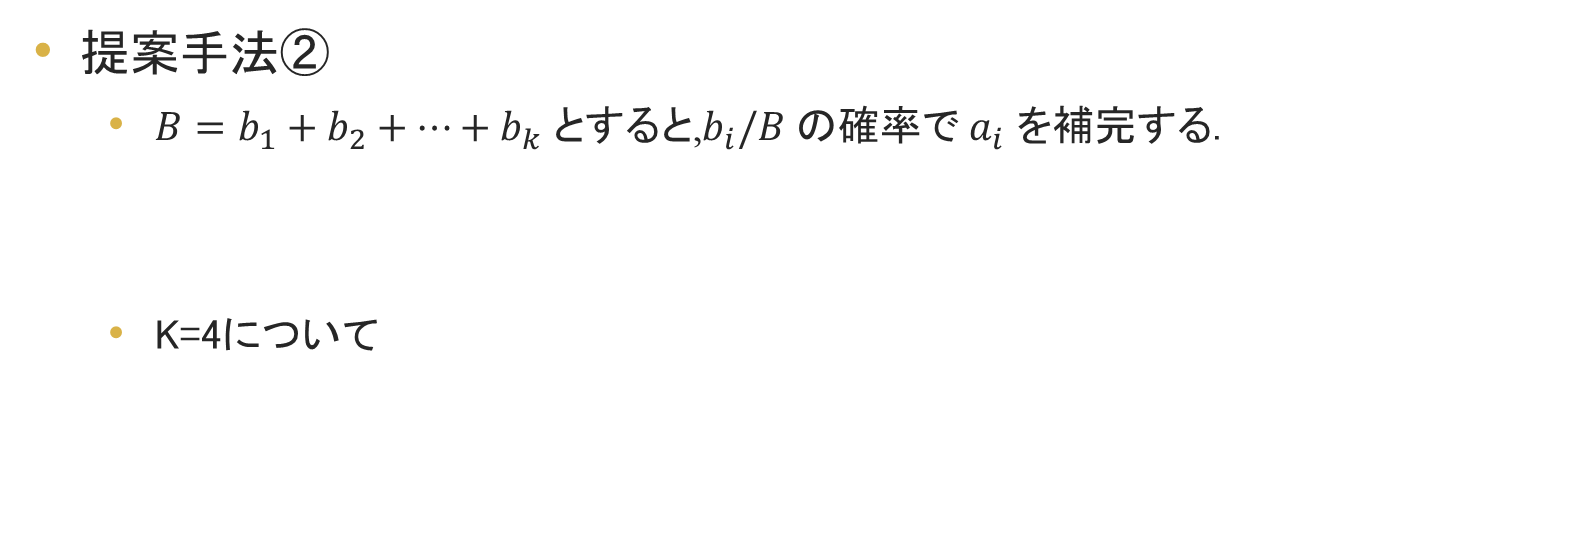 • 提案手法②
• B = b₁ + b₂ + ⋯ + bₖ とすると,bᵢ/B の確率で aᵢ を補完する.
• K=4について